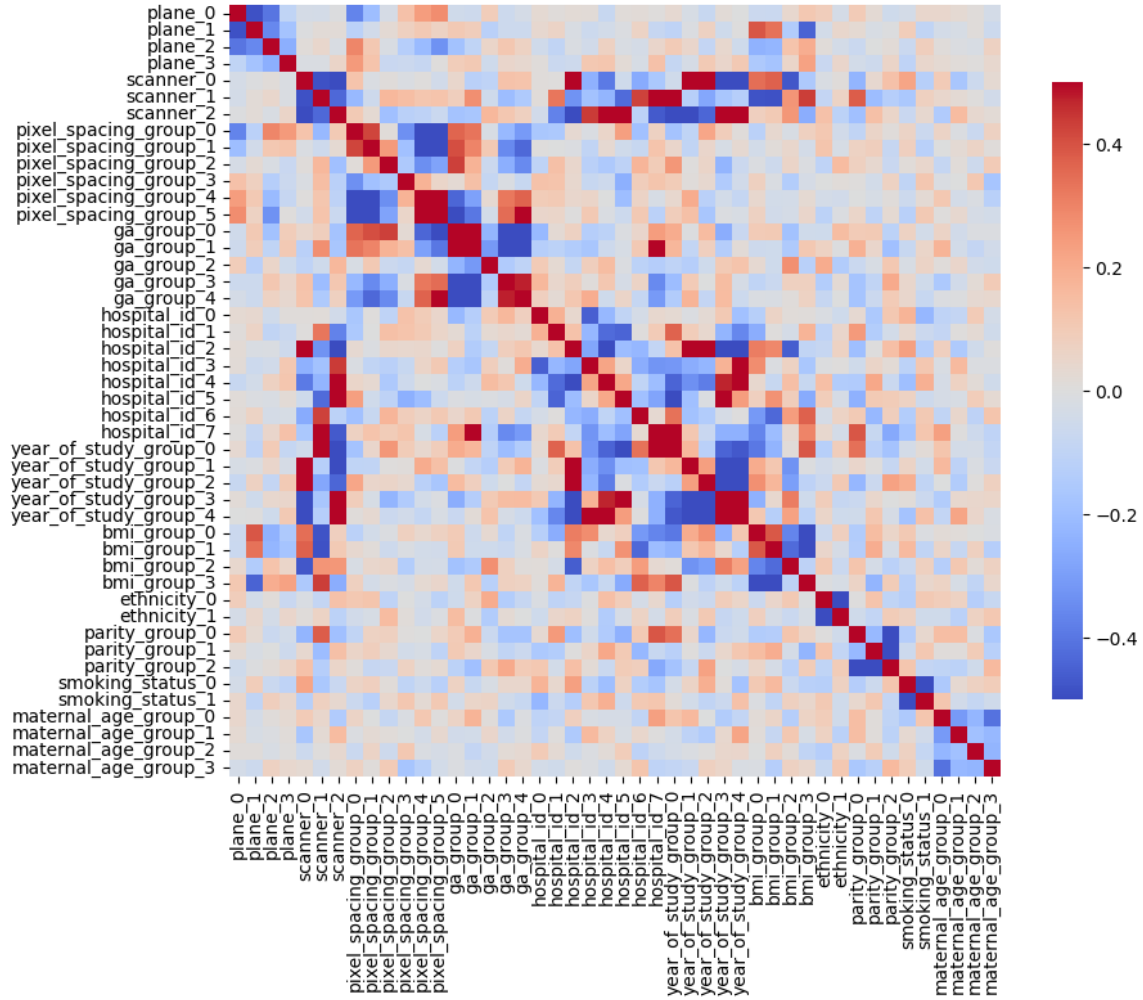 plane_0
plane_1
plane_2
plane_3
scanner_0
scanner_1
scanner_2
pixel_spacing_group_0
pixel_spacing_group_1
pixel_spacing_group_2
pixel_spacing_group_3
pixel_spacing_group_4
pixel_spacing_group_5
ga_group_0
ga_group_1
ga_group_2
ga_group_3
ga_group_4
hospital_id_0
hospital_id_1
hospital_id_2
hospital_id_3
hospital_id_4
hospital_id_5
hospital_id_6
hospital_id_7
year_of_study_group_0
year_of_study_group_1
year_of_study_group_2
year_of_study_group_3
year_of_study_group_4
bmi_group_0
bmi_group_1
bmi_group_2
bmi_group_3
ethnicity_0
ethnicity_1
parity_group_0
parity_group_1
parity_group_2
smoking_status_0
smoking_status_1
maternal_age_group_0
maternal_age_group_1
maternal_age_group_2
maternal_age_group_3
plane_0
plane_1
plane_2
plane_3
scanner_0
scanner_1
scanner_2
pixel_spacing_group_0
pixel_spacing_group_1
pixel_spacing_group_2
pixel_spacing_group_3
pixel_spacing_group_4
pixel_spacing_group_5
ga_group_0
ga_group_1
ga_group_2
ga_group_3
ga_group_4
hospital_id_0
hospital_id_1
hospital_id_2
hospital_id_3
hospital_id_4
hospital_id_5
hospital_id_6
hospital_id_7
year_of_study_group_0
year_of_study_group_1
year_of_study_group_2
year_of_study_group_3
year_of_study_group_4
bmi_group_0
bmi_group_1
bmi_group_2
bmi_group_3
ethnicity_0
ethnicity_1
parity_group_0
parity_group_1
parity_group_2
smoking_status_0
smoking_status_1
maternal_age_group_0
maternal_age_group_1
maternal_age_group_2
maternal_age_group_3
0.4
0.2
0.0
−0.2
−0.4